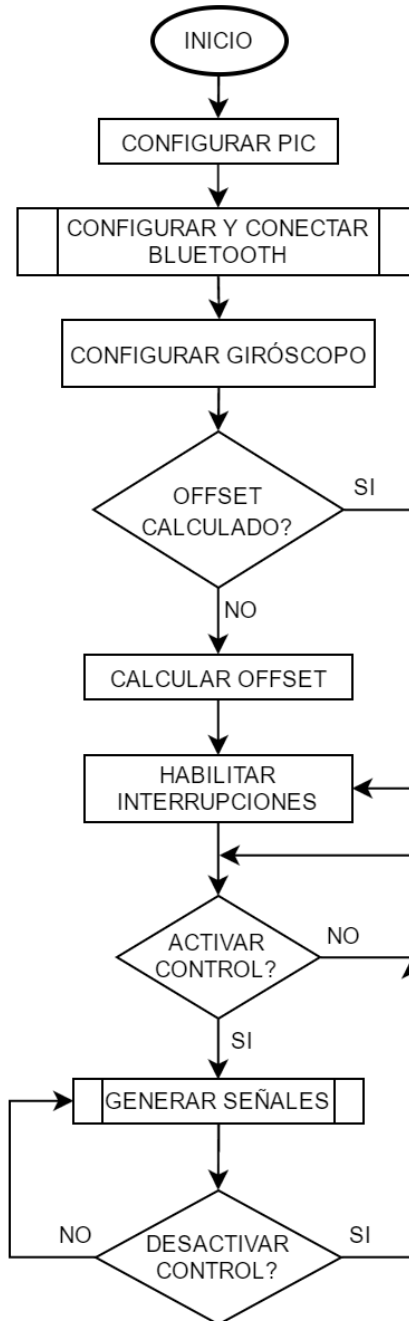 INICIO
CONFIGURAR PIC
CONFIGURAR Y CONECTAR
BLUETOOTH
CONFIGURAR GIRÓSCOPO
OFFSET
CALCULADO?
SI
NO
CALCULAR OFFSET
HABILITAR
INTERRUPCIONES
ACTIVAR
CONTROL?
NO
SI
GENERAR SEÑALES
NO
DESACTIVAR
CONTROL?
SI